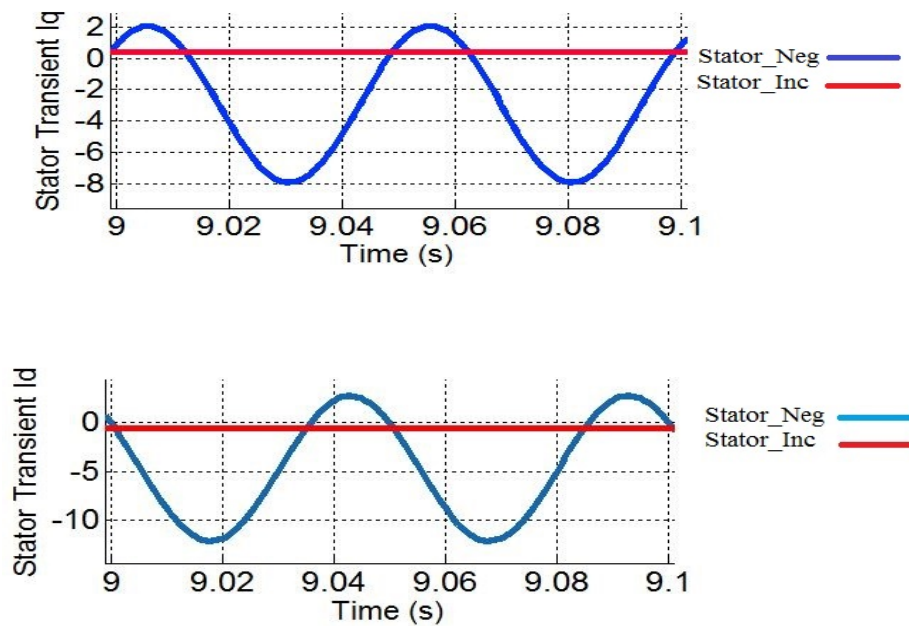 Stator Transient Iq
2
0
-2
-4
-6
-8
9 9.02 9.04 9.06 9.08 9.1
Time (s)
Stator_Neg
Stator_Inc
Stator Transient Id
0
-5
-10
9 9.02 9.04 9.06 9.08 9.1
Time (s)
Stator_Neg
Stator_Inc